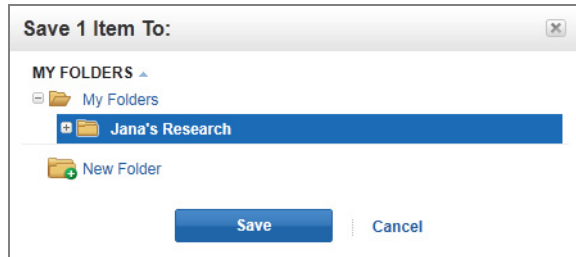 Save 1 Item To:
MY FOLDERS
My Folders
Jana's Research
New Folder
Save Cancel